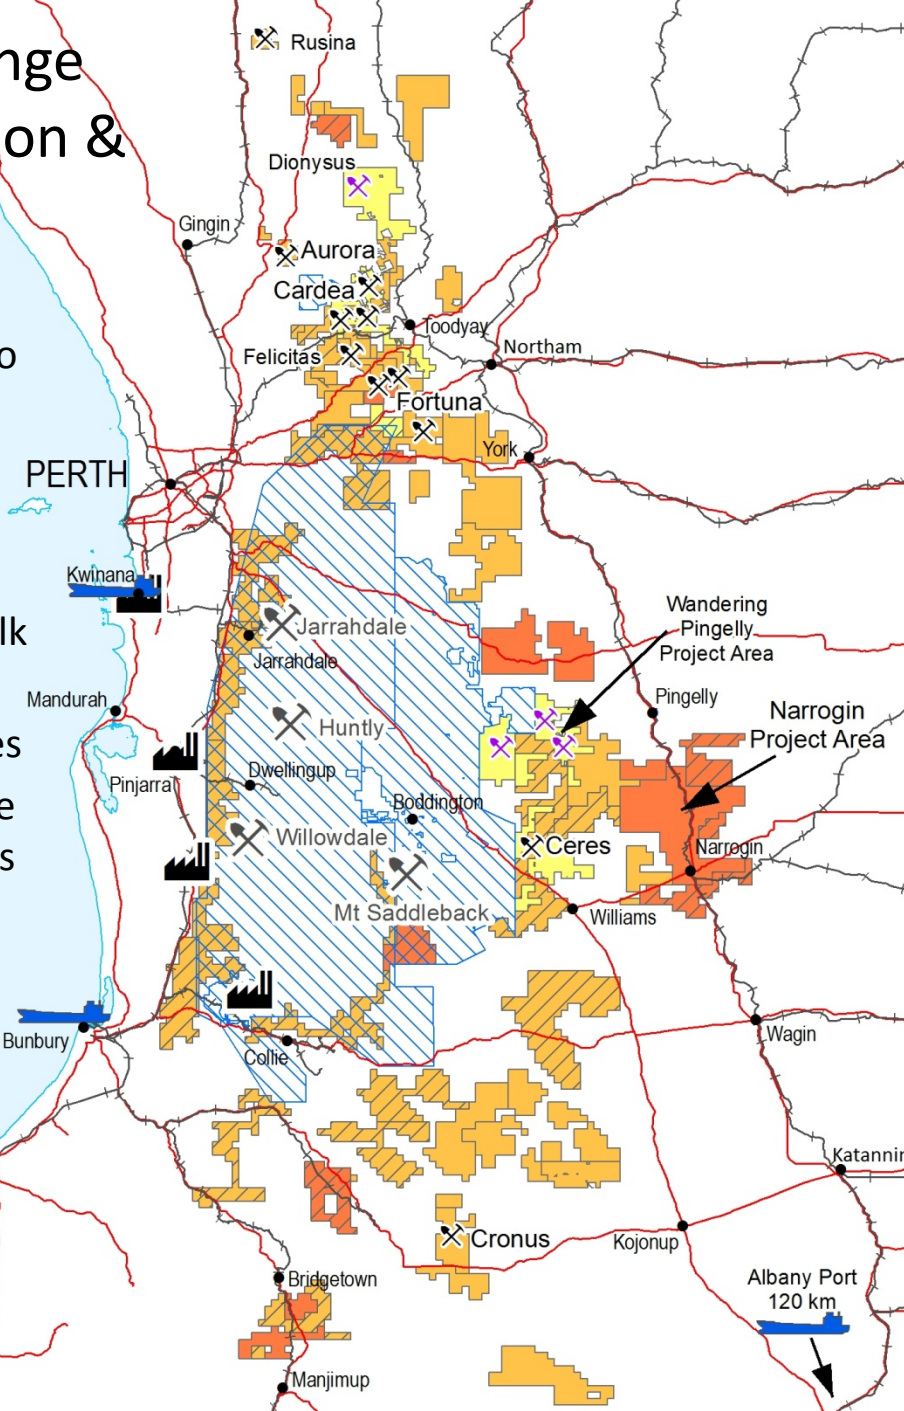 nge
on &
o
lk
es
e
s
Rusina
Dionysus
Gingin
Aurora
Cardea
Toodyay
Northam
Felicitas
Fortuna
York
PERTH
Kwinana
Wandering
Pingelly
Project Area
Jarrahdale
Jarrahdale
Mandurah
Pingelly
Narrogin
Project Area
Huntly
Pinjarra
Dwellingup
Boddington
Willowdale
Ceres
Narrogin
Mt Saddleback
Williams
Bunbury
Collie
Wagin
Katannin
Cronus
Kojonup
Bridgetown
Albany Port
120 km
Manjimup